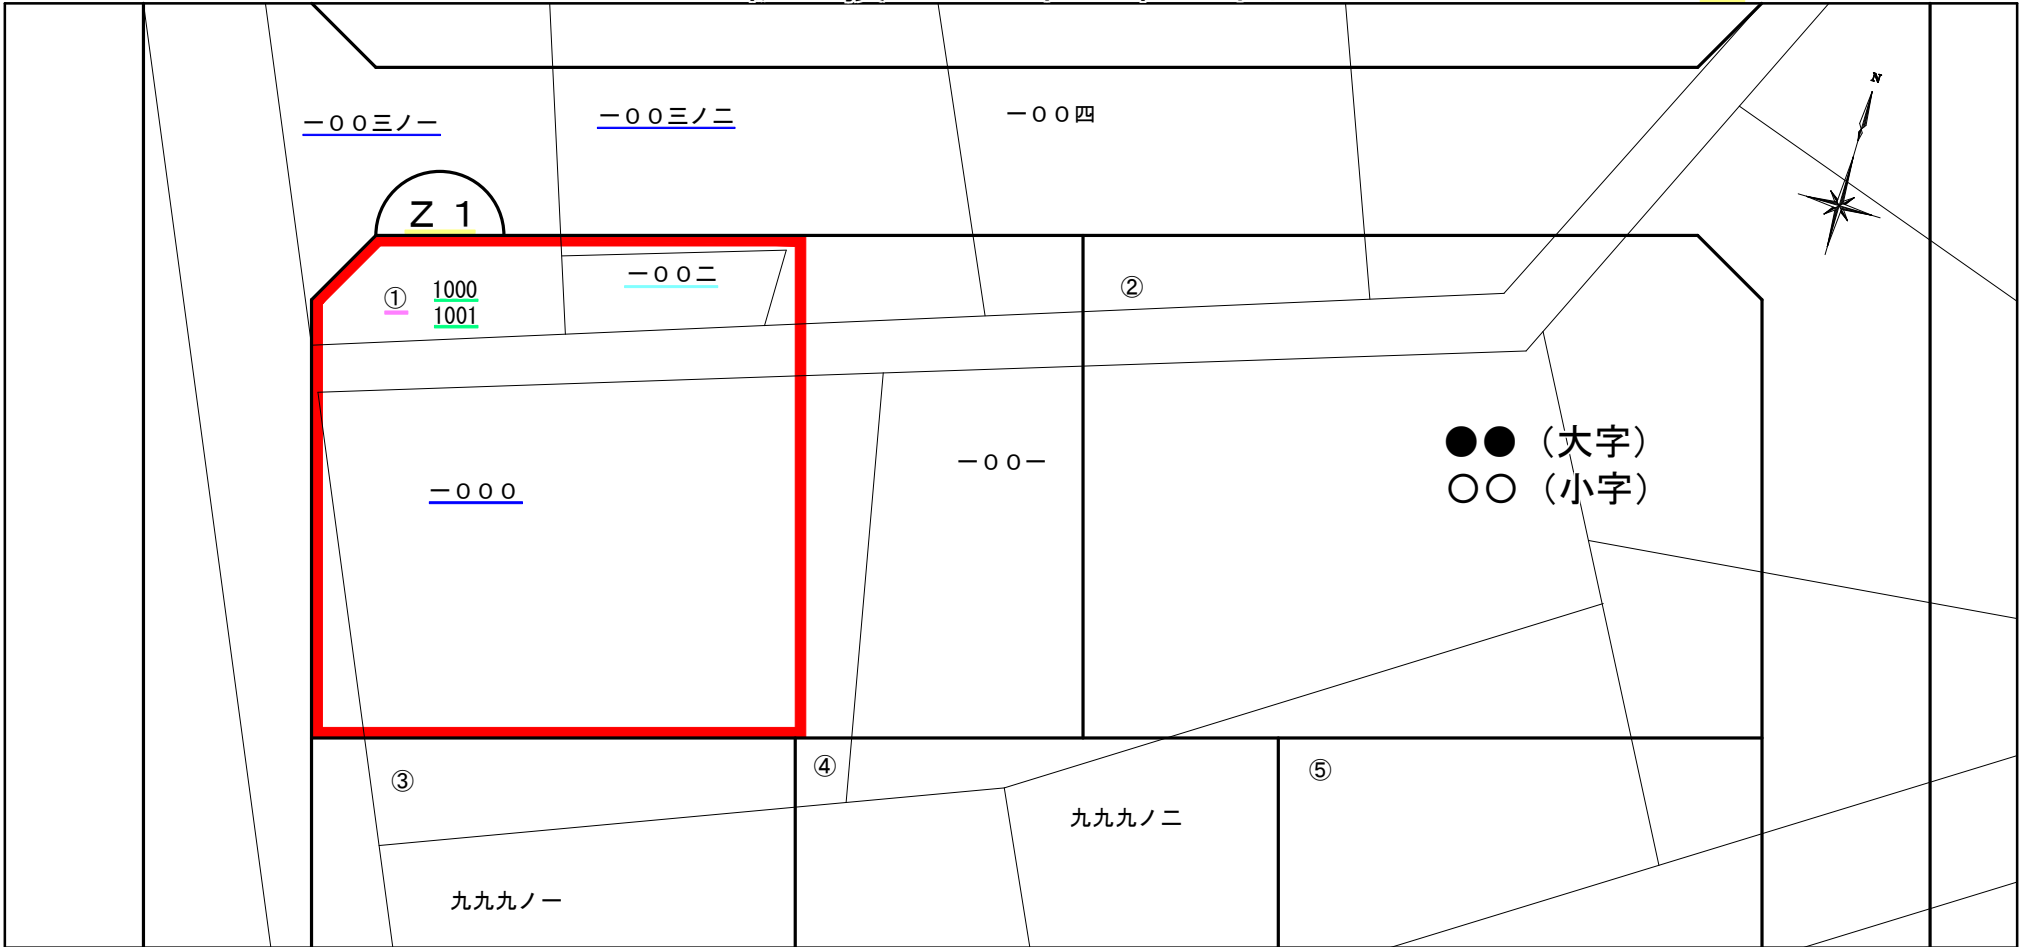 一００三ノ一
一００三ノ二
一００四
N
Z 1
① 1000
1001
一００二
②
●●（大字）
○○（小字）
一０００
一００一
③
④
⑤
九九九ノ二
九九九ノ一